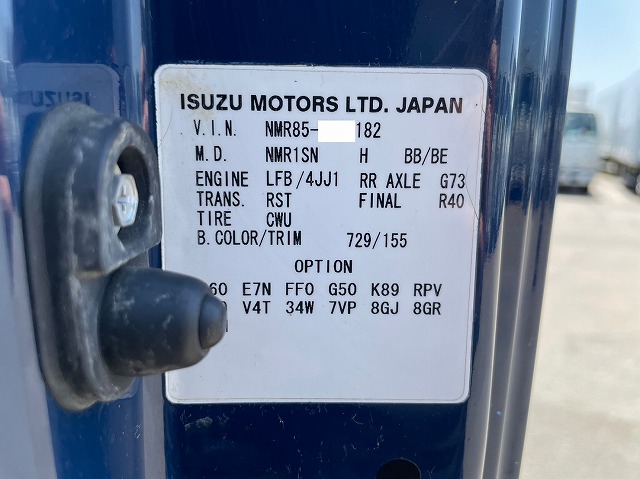 ISUZU MOTORS LTD. JAPAN
V.I.N. NMR85- 182
M.D. NMR1SN H BB/BE
ENGINE LFB/4JJ1 RR AXLE G73
TRANS. RST FINAL R40
TIRE CWU
B.COLOR/TRIM 729/155
OPTION
60 E7N FF0 G50 K89 RPV
V4T 34W 7VP 8GJ 8GR
ISUZU